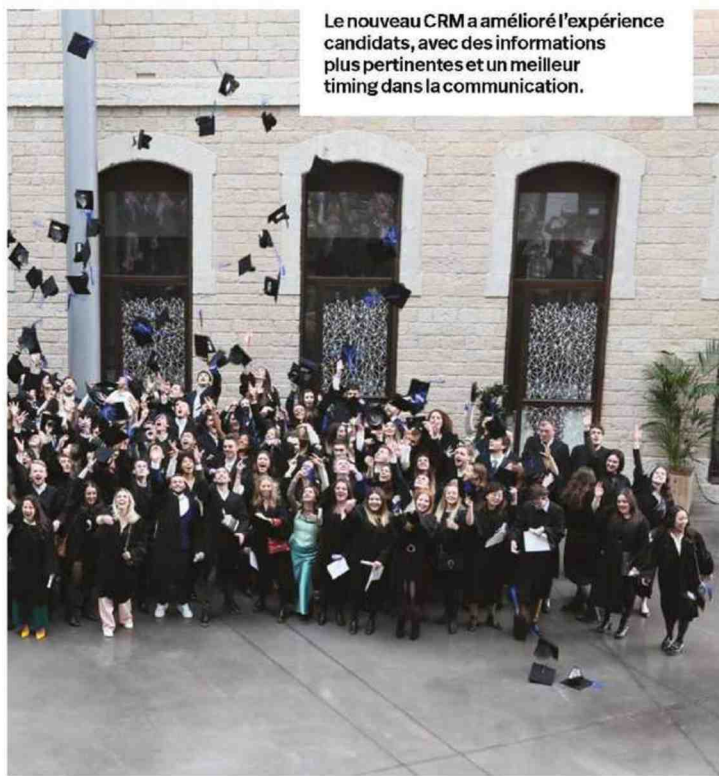 Le nouveau CRM a amélioré l'expérience
candidats, avec des informations
plus pertinentes et un meilleur
timing dans la communication.